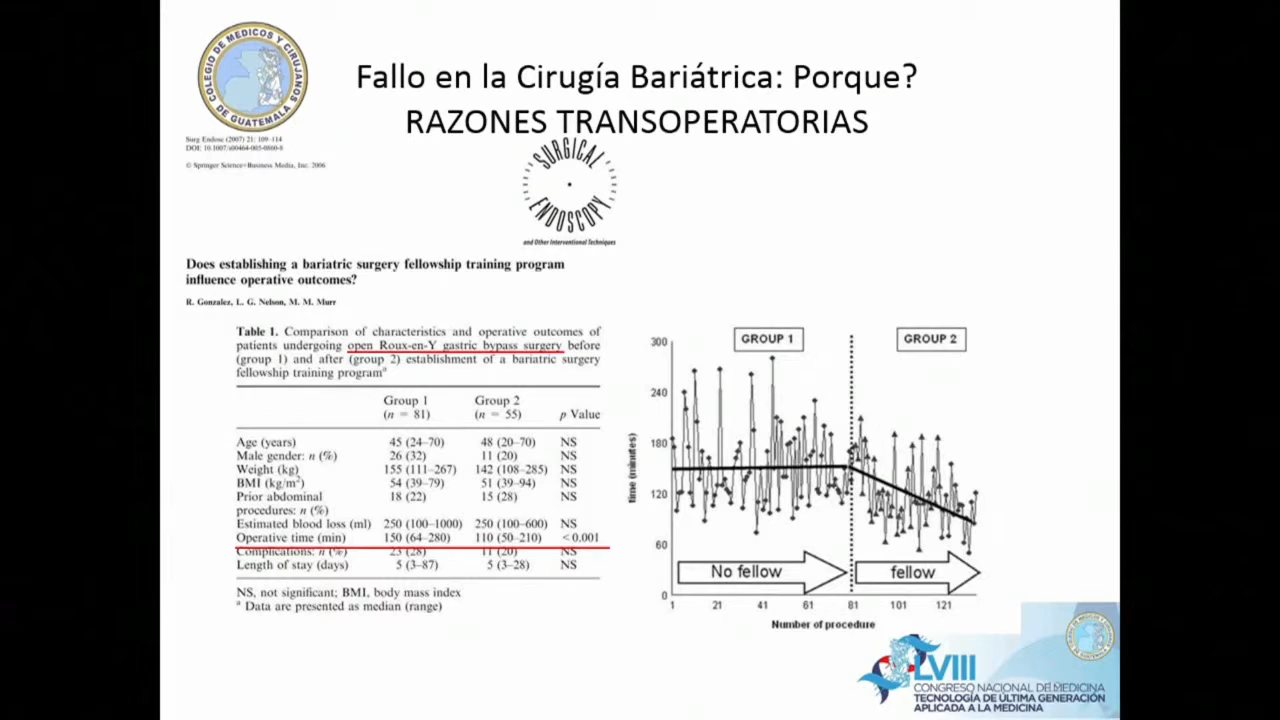 COLEGIO DE MEDICOS Y CIRUJANOS
DE GUATEMALA
Fallo en la Cirugía Bariátrica: Porque?
RAZONES TRANSOPERATORIAS
Surg Endosc (2007) 21: 109–114
DOI: 10.1007/s00464-005-0860-8
© Springer Science+Business Media, Inc. 2006
SURGICAL
ENDOSCOPY
and Other Interventional Techniques
Does establishing a bariatric surgery fellowship training program
influence operative outcomes?
R. Gonzalez, L. G. Nelson, M. M. Murr
Table 1. Comparison of characteristics and operative outcomes of
patients undergoing open Roux-en-Y gastric bypass surgery before
(group 1) and after (group 2) establishment of a bariatric surgery
fellowship training programᵃ
Group 1 Group 2
(n = 81) (n = 55) p Value
Age (years) 45 (24–70) 48 (20–70) NS
Male gender: n (%) 26 (32) 11 (20) NS
Weight (kg) 155 (111–267) 142 (108–285) NS
BMI (kg/m²) 54 (39–79) 51 (39–94) NS
Prior abdominal 18 (22) 15 (28) NS
procedures: n (%)
Estimated blood loss (ml) 250 (100–1000) 250 (100–600) NS
Operative time (min) 150 (64–280) 110 (50–210) <0.001
Complications: n (%) 23 (28) 11 (20) NS
Length of stay (days) 5 (3–87) 5 (3–28) NS
NS, not significant; BMI, body mass index
ᵃ Data are presented as median (range)
GROUP 1 GROUP 2
300
240
180
120
60
0
time (minutes)
No fellow
fellow
1 21 41 61 81 101 121
Number of procedure
LVIII
CONGRESO NACIONAL DE MEDICINA
TECNOLOGÍA DE ÚLTIMA GENERACIÓN
APLICADA A LA MEDICINA